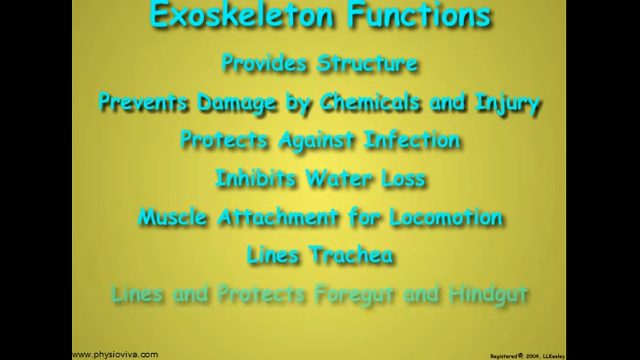 Exoskeleton Functions
Provides Structure
Prevents Damage by Chemicals and Injury
Protects Against Infection
Inhibits Water Loss
Muscle Attachment for Locomotion
Lines Trachea
Lines and Protects Foregut and Hindgut
www.physioviva.com
Registered©, 2004, LLKeeley